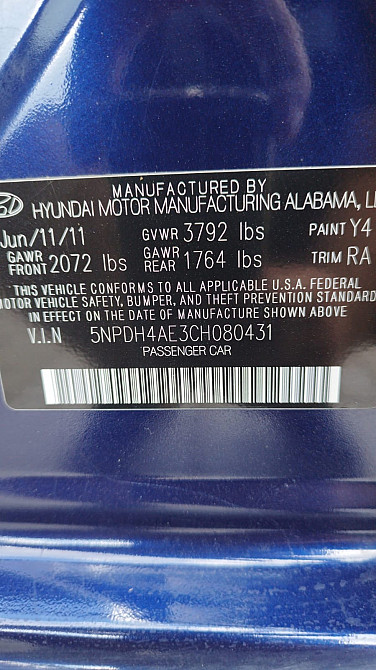 MANUFACTURED BY
HYUNDAI MOTOR MANUFACTURING ALABAMA,
Jun/11/11 GVWR 3792 lbs PAINT Y4
GAWR FRONT 2072 lbs GAWR REAR 1764 lbs TRIM RA
THIS VEHICLE CONFORMS TO ALL APPLICABLE U.S.A. FEDERAL
MOTOR VEHICLE SAFETY, BUMPER, AND THEFT PREVENTION STANDARD
IN EFFECT ON THE DATE OF MANUFACTURE SHOWN ABOVE
V.I.N 5NPDH4AE3CH080431
PASSENGER CAR